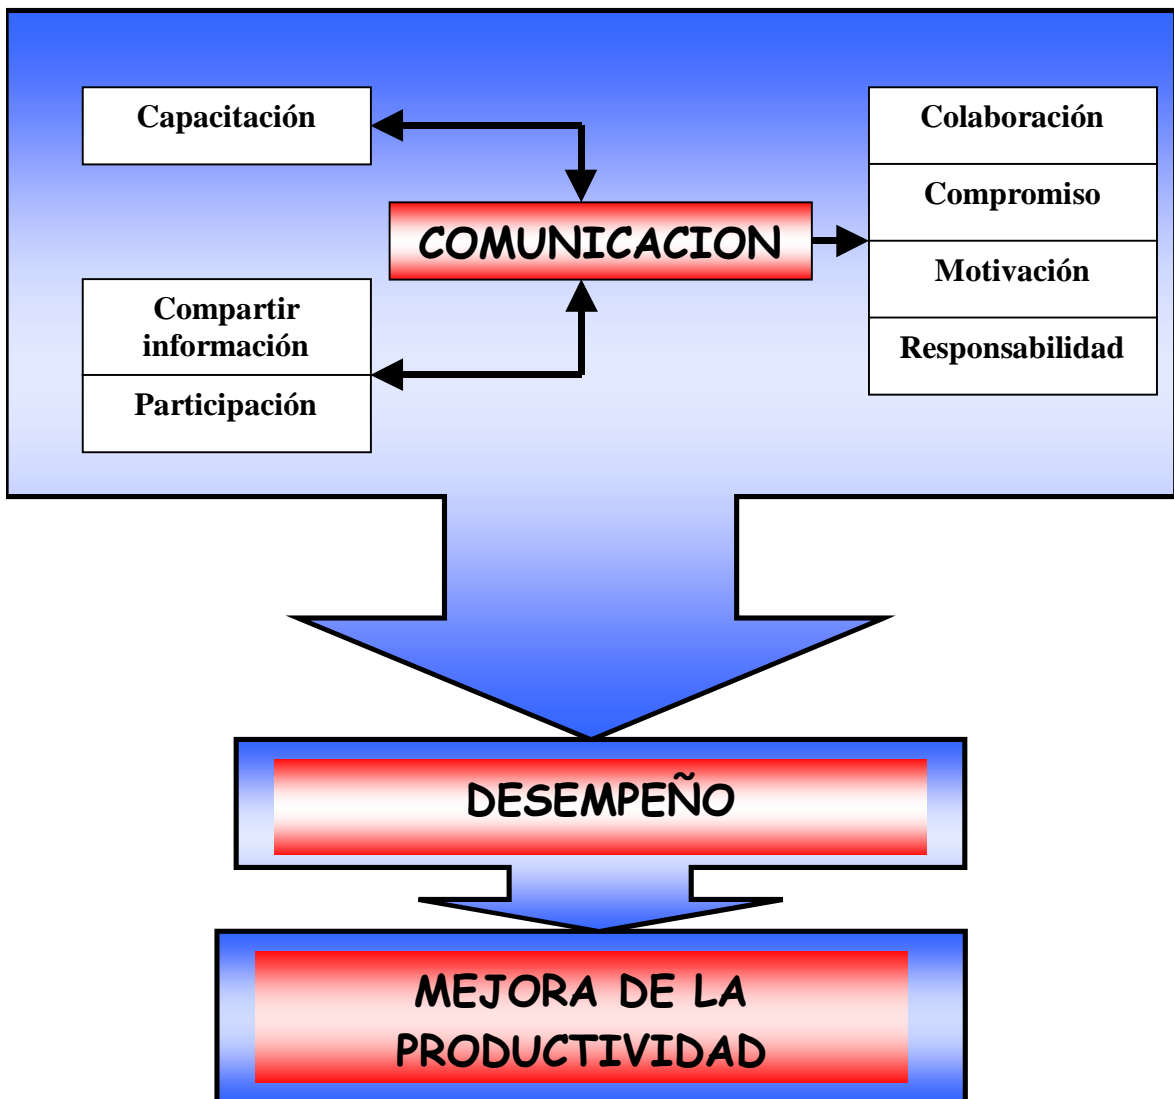 Capacitación
COMUNICACION
Compartir
información
Participación
Colaboración
Compromiso
Motivación
Responsabilidad
DESEMPEÑO
MEJORA DE LA
PRODUCTIVIDAD